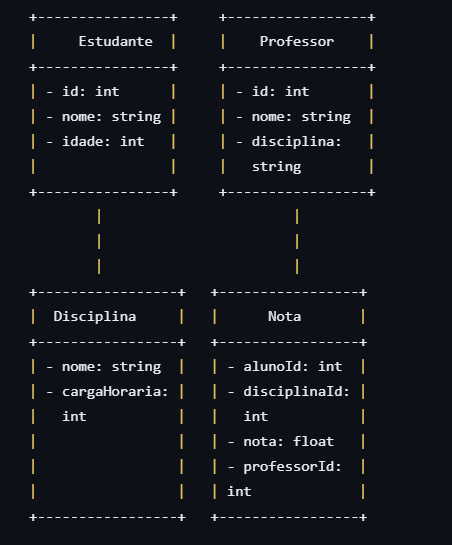 +----------------+     +-----------------+
|     Estudante  |     |    Professor    |
+----------------+     +-----------------+
| - id: int      |     | - id: int       |
| - nome: string |     | - nome: string  |
| - idade: int   |     | - disciplina:   |
|                |     |   string        |
+----------------+     +-----------------+
        |                       |
        |                       |
        |                       |
+-----------------+   +-----------------+
|  Disciplina     |   |      Nota       |
+-----------------+   +-----------------+
| - nome: string  |   | - alunoId: int  |
| - cargaHoraria: |   | - disciplinaId: |
|   int           |   |   int           |
|                 |   | - nota: float   |
|                 |   | - professorId:  |
|                 |   | int             |
+-----------------+   +-----------------+